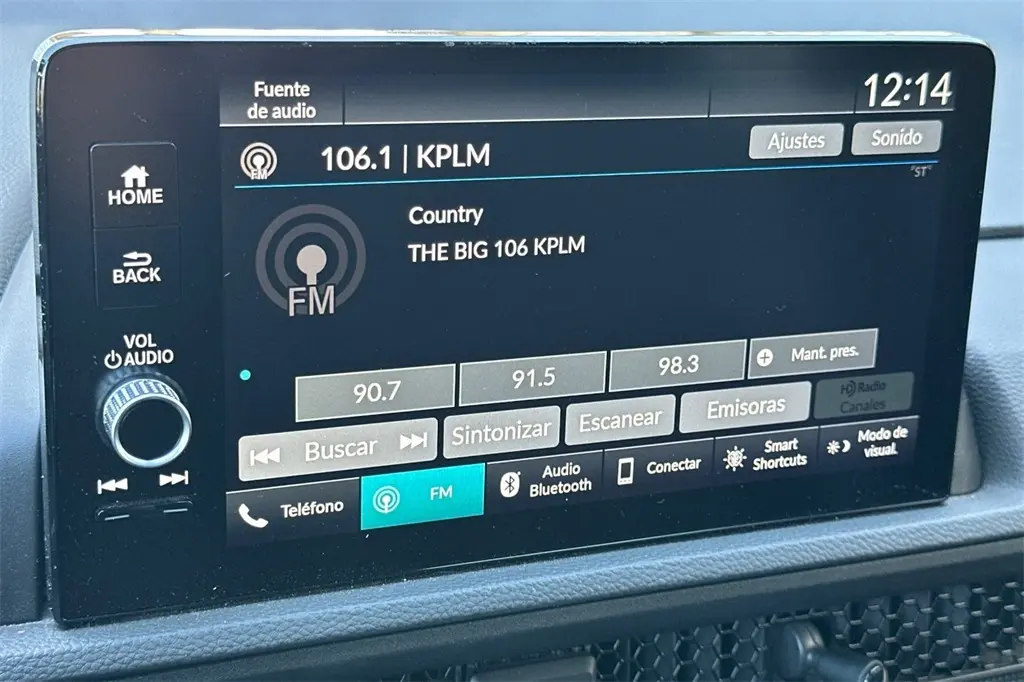 Fuente
de audio
12:14
FM
106.1 | KPLM
Ajustes
Sonido
"ST"
HOME
BACK
VOL
AUDIO
Country
THE BIG 106 KPLM
FM
90.7
91.5
98.3
Mant. pres.
Buscar
Sintonizar
Escanear
Emisoras
HD Radio
Canales
Teléfono
FM
Audio
Bluetooth
Conectar
Smart
Shortcuts
Modo de
visual.